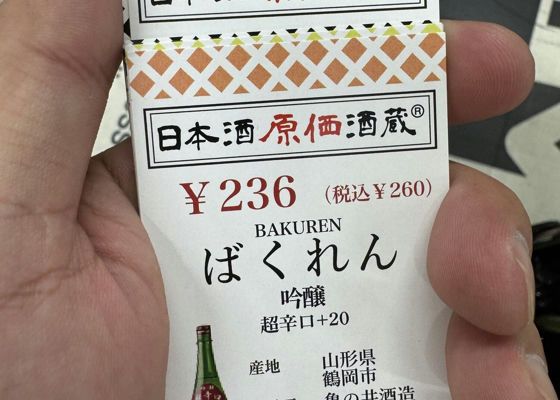 日本酒原価酒蔵®
¥236 (税込¥260)
BAKUREN
ばくれん
吟醸
超辛口+20
産地 山形県
鶴岡市
亀の井酒造